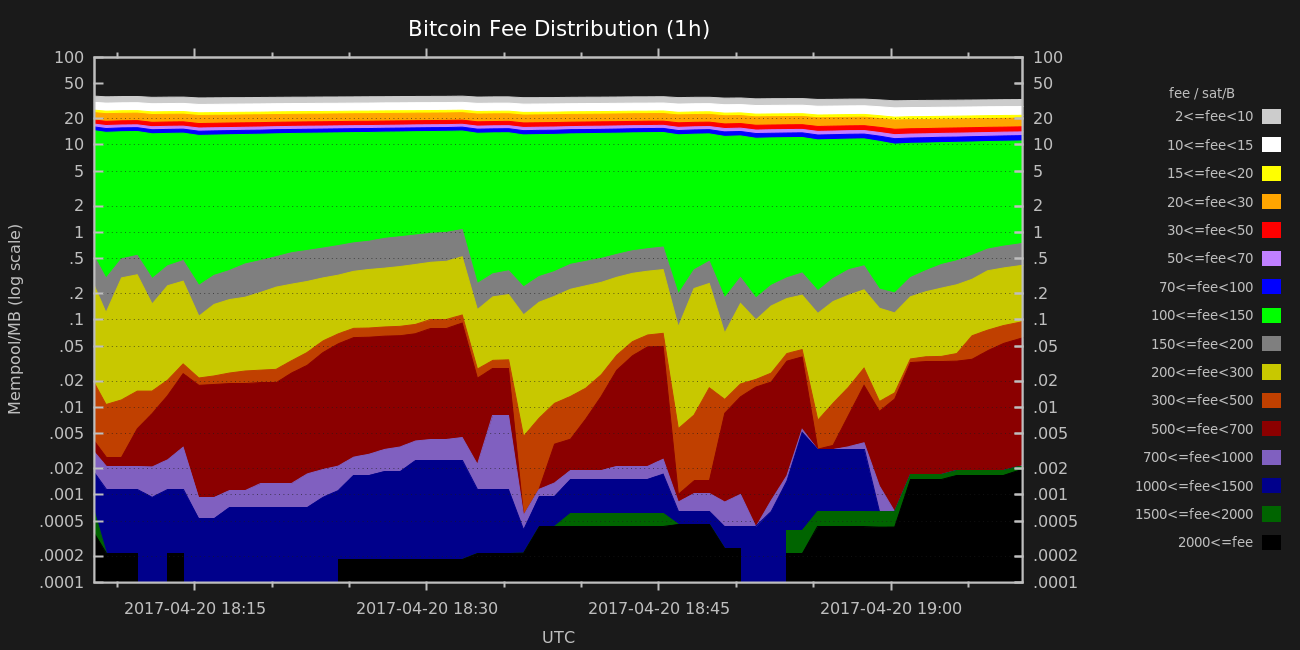 Bitcoin Fee Distribution (1h)
100
50
20
10
5
2
1
.5
.2
.1
.05
.02
.01
.005
.002
.001
.0005
.0002
.0001
Mempool/MB (log scale)
100
50
20
10
5
2
1
.5
.2
.1
.05
.02
.01
.005
.002
.001
.0005
.0002
.0001
2017-04-20 18:15
2017-04-20 18:30
2017-04-20 18:45
2017-04-20 19:00
UTC
fee / sat/B
2<=fee<10
10<=fee<15
15<=fee<20
20<=fee<30
30<=fee<50
50<=fee<70
70<=fee<100
100<=fee<150
150<=fee<200
200<=fee<300
300<=fee<500
500<=fee<700
700<=fee<1000
1000<=fee<1500
1500<=fee<2000
2000<=fee